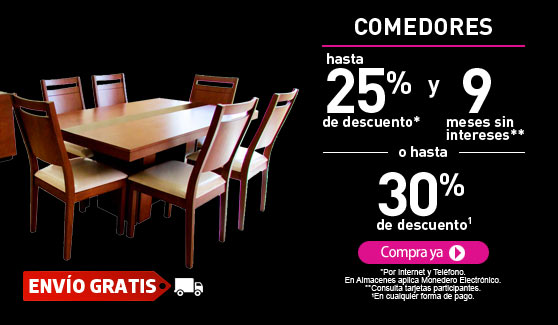 COMEDORES
hasta
25% y 9
de descuento* meses sin
intereses**
o hasta
30%
de descuento¹
Compra ya
*Por Internet y Teléfono.
En Almacenes aplica Monedero Electrónico.
**Consulta tarjetas participantes.
¹En cualquier forma de pago.
ENVÍO GRATIS